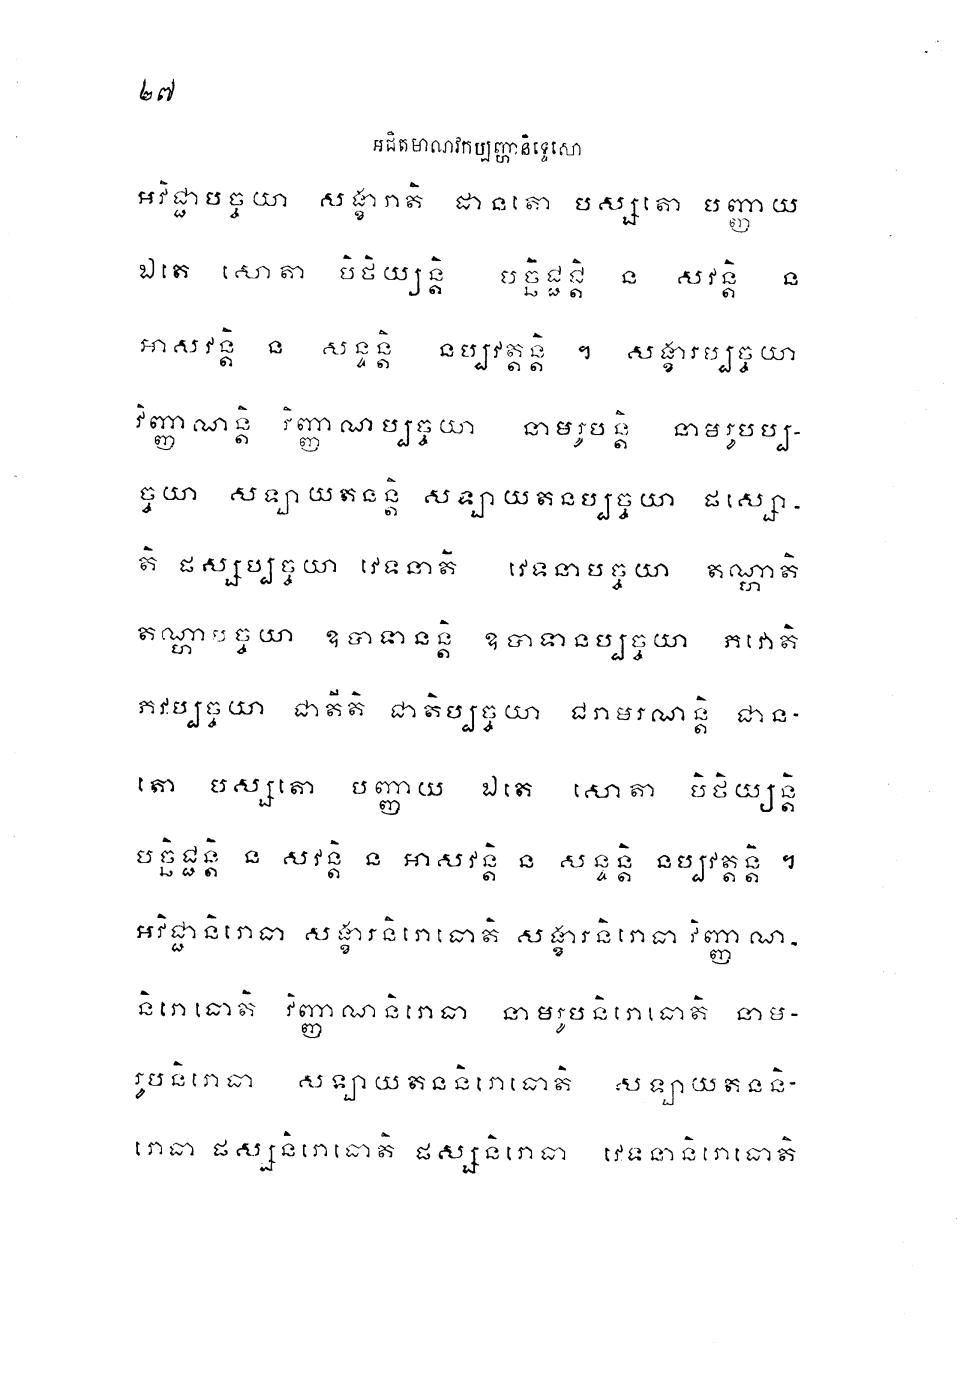 ២៧
អជិតមាណវកប្បញ្ហានិទ្ទេសោ
អវិជ្ជាបច្ចយា សង្ខារាតិ ជានតោ បស្សតោ បញ្ញាយ
ឯតេ សោតា បិថិយ្យន្តិ បច្ឆិជ្ជន្តិ ន សវន្តិ ន
អាសវន្តិ ន សន្ទន្តិ នប្បវត្តន្តិ ។ សង្ខារប្បច្ចយា
វិញ្ញាណន្តិ វិញ្ញាណប្បច្ចយា នាមរូបន្តិ នាមរូបប្ប-
ច្ចយា សឡាយតនន្តិ សឡាយតនប្បច្ចយា ផស្សោ-
តិ ផស្សប្បច្ចយា វេទនាតិ វេទនាបច្ចយា តណ្ហាតិ
តណ្ហាបច្ចយា ឧបាទានន្តិ ឧបាទានប្បច្ចយា ភវោតិ
ភវប្បច្ចយា ជាតីតិ ជាតិប្បច្ចយា ជរាមរណន្តិ ជាន-
តោ បស្សតោ បញ្ញាយ ឯតេ សោតា បិថិយ្យន្តិ
បច្ឆិជ្ជន្តិ ន សវន្តិ ន អាសវន្តិ ន សន្ទន្តិ នប្បវត្តន្តិ ។
អវិជ្ជានិរោធា សង្ខារនិរោធោតិ សង្ខារនិរោធា វិញ្ញាណ-
និរោធោតិ វិញ្ញាណនិរោធា នាមរូបនិរោធោតិ នាម-
រូបនិរោធា សឡាយតននិរោធោតិ សឡាយតននិ-
រោធា ផស្សនិរោធោតិ ផស្សនិរោធា វេទនានិរោធោតិ